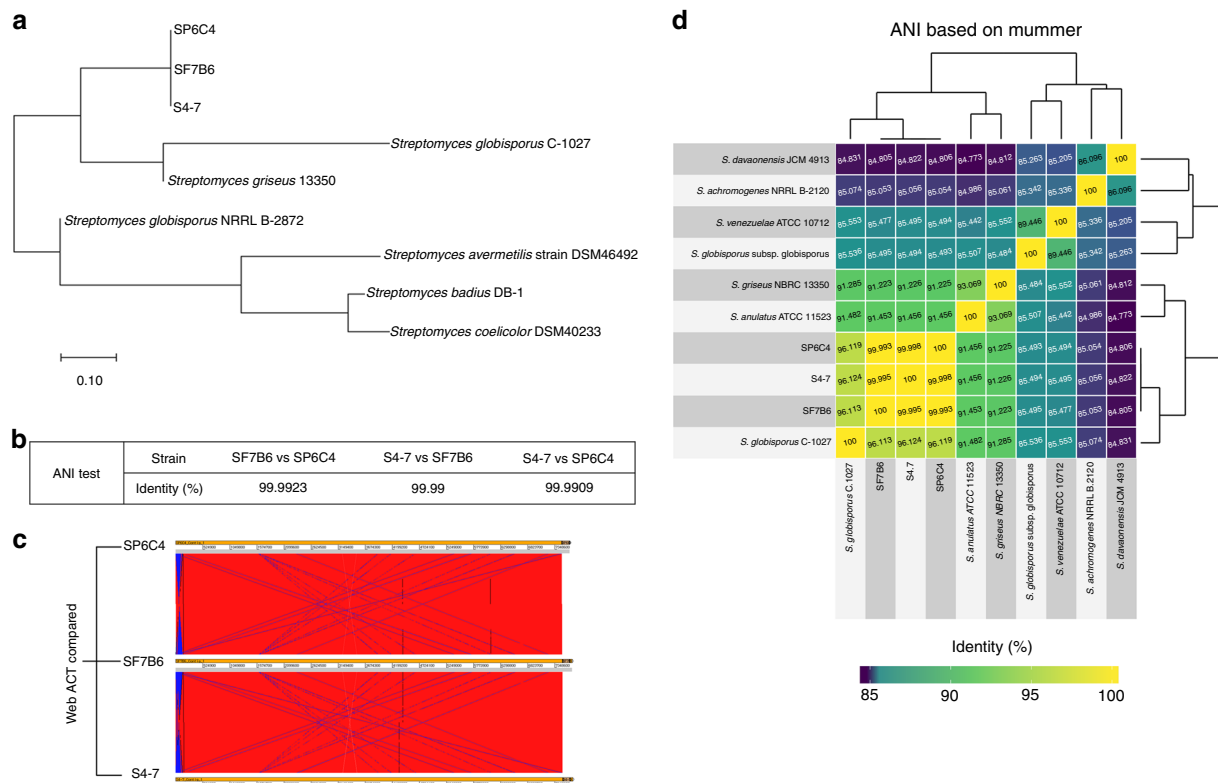 a
SP6C4
SF7B6
S4-7
Streptomyces globisporus C-1027
Streptomyces griseus 13350
Streptomyces globisporus NRRL B-2872
Streptomyces avermetilis strain DSM46492
Streptomyces badius DB-1
Streptomyces coelicolor DSM40233
0.10
b
ANI test Strain SF7B6 vs SP6C4 S4-7 vs SF7B6 S4-7 vs SP6C4
Identity (%) 99.9923 99.99 99.9909
c
Web ACT compared
SP6C4
SF7B6
S4-7
d
ANI based on mummer
S. davaonensis JCM 4913 84.831 84.805 84.822 84.806 84.773 84.812 85.263 85.205 86.096 100
S. achromogenes NRRL B-2120 85.074 85.053 85.056 85.054 84.986 85.061 85.342 85.336 100 86.096
S. venezuelae ATCC 10712 85.553 85.477 85.495 85.494 85.442 85.552 89.446 100 85.336 85.205
S. globisporus subsp. globisporus 85.536 85.495 85.494 85.493 85.507 85.484 100 89.446 85.342 85.263
S. griseus NBRC 13350 91.285 91.223 91.226 91.225 93.069 100 85.484 85.552 85.061 84.812
S. anulatus ATCC 11523 91.482 91.453 91.456 91.456 100 93.069 85.507 85.442 84.986 84.773
SP6C4 96.119 99.993 99.998 100 91.456 91.225 85.493 85.494 85.054 84.806
S4-7 96.124 99.995 100 99.998 91.456 91.226 85.494 85.495 85.056 84.822
SF7B6 96.113 100 99.995 99.993 91.453 91.223 85.495 85.477 85.053 84.805
S. globisporus C-1027 100 96.113 96.124 96.119 91.482 91.285 85.536 85.553 85.074 84.831
S. globisporus C.1027
SF7B6
S4.7
SP6C4
S. anulatus ATCC 11523
S. griseus NBRC 13350
S. globisporus subsp. globisporus
S. venezuelae ATCC 10712
S. achromogenes NRRL B.2120
S. davaonensis JCM 4913
Identity (%)
85 90 95 100